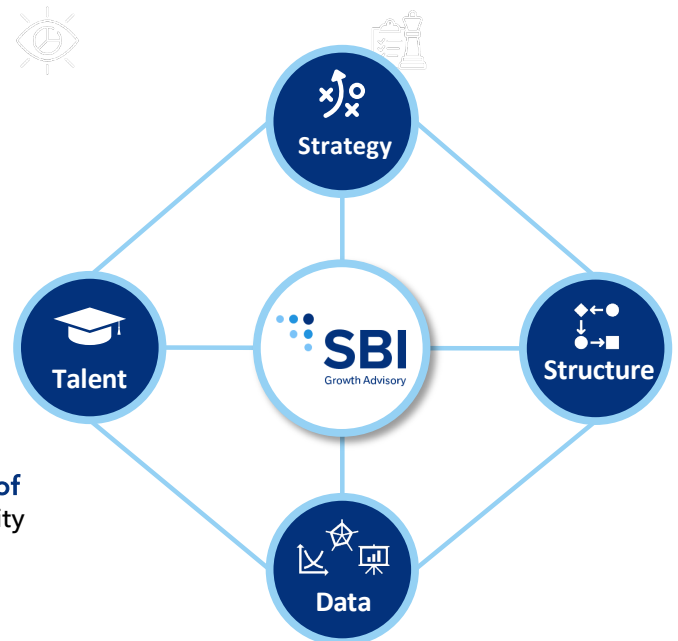 Strategy
SBI
Growth Advisory
Talent
Structure
of
ity
Data